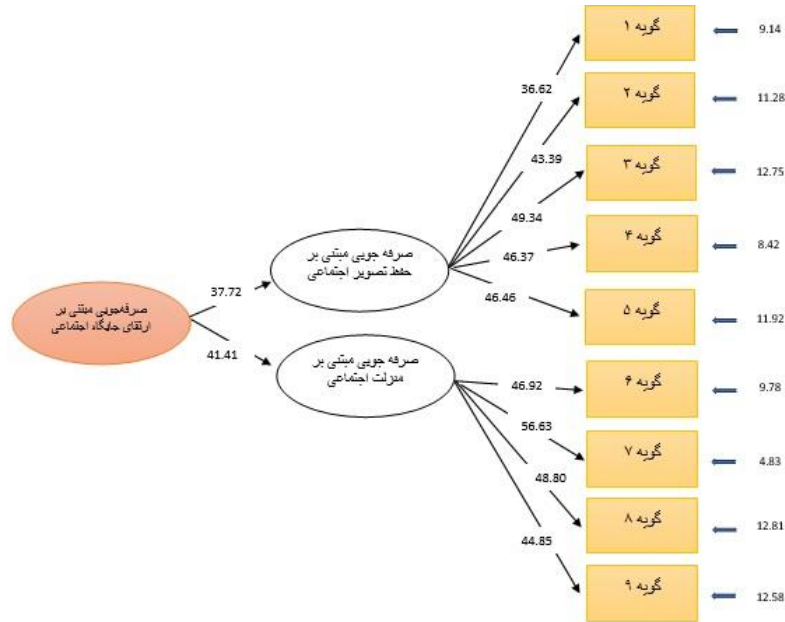 گویه ۱
9.14
36.62
گویه ۲
11.28
43.39
گویه ۳
12.75
49.34
صرفه جویی مبتنی بر
حفظ تصویر اجتماعی
گویه ۴
8.42
46.37
37.72
46.46
گویه ۵
11.92
صرفه‌جویی مبتنی بر
ارتقای جایگاه اجتماعی
41.41
صرفه جویی مبتنی بر
منزلت اجتماعی
46.92
گویه ۶
9.78
56.63
گویه ۷
4.83
48.80
گویه ۸
12.81
44.85
گویه ۹
12.58